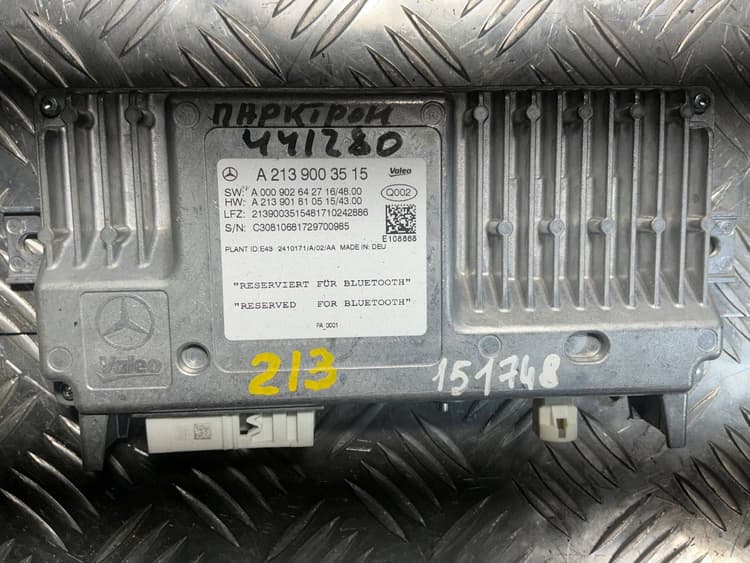 ПАРКТРОН
441280
A 213 900 35 15
Valeo
SW: A 000 902 64 27 16/48.00
Q002
HW: A 213 901 81 05 15/43.00
LFZ: 2139003515481710242886
S/N: C30810681729700985
E108868
PLANT ID:E43 2410171/A/02/AA MADE IN: DEU
"RESERVIERT FÜR BLUETOOTH"
"RESERVED FOR BLUETOOTH"
PA_0001
Valeo
213
151748